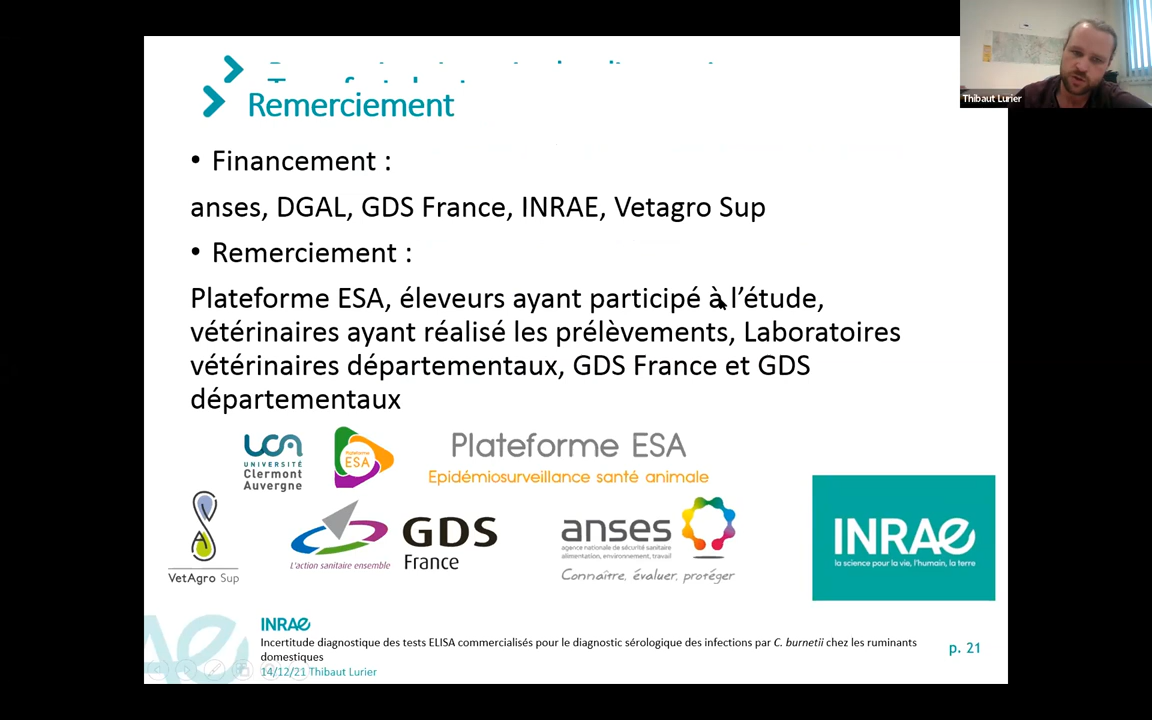 Remerciement
Thibaut Lurier
• Financement :
anses, DGAL, GDS France, INRAE, Vetagro Sup
• Remerciement :
Plateforme ESA, éleveurs ayant participé à l’étude,
vétérinaires ayant réalisé les prélèvements, Laboratoires
vétérinaires départementaux, GDS France et GDS
départementaux
UCA
UNIVERSITÉ
Clermont
Auvergne
Plateforme
ESA
Plateforme ESA
Epidémiosurveillance santé animale
VetAgro Sup
GDS
France
L'action sanitaire ensemble
anses
agence nationale de sécurité sanitaire
alimentation, environnement, travail
Connaître, évaluer, protéger
INRAE
la science pour la vie, l'humain, la terre
INRAE
Incertitude diagnostique des tests ELISA commercialisés pour le diagnostic sérologique des infections par C. burnetii chez les ruminants
domestiques
14/12/21 Thibaut Lurier
p. 21